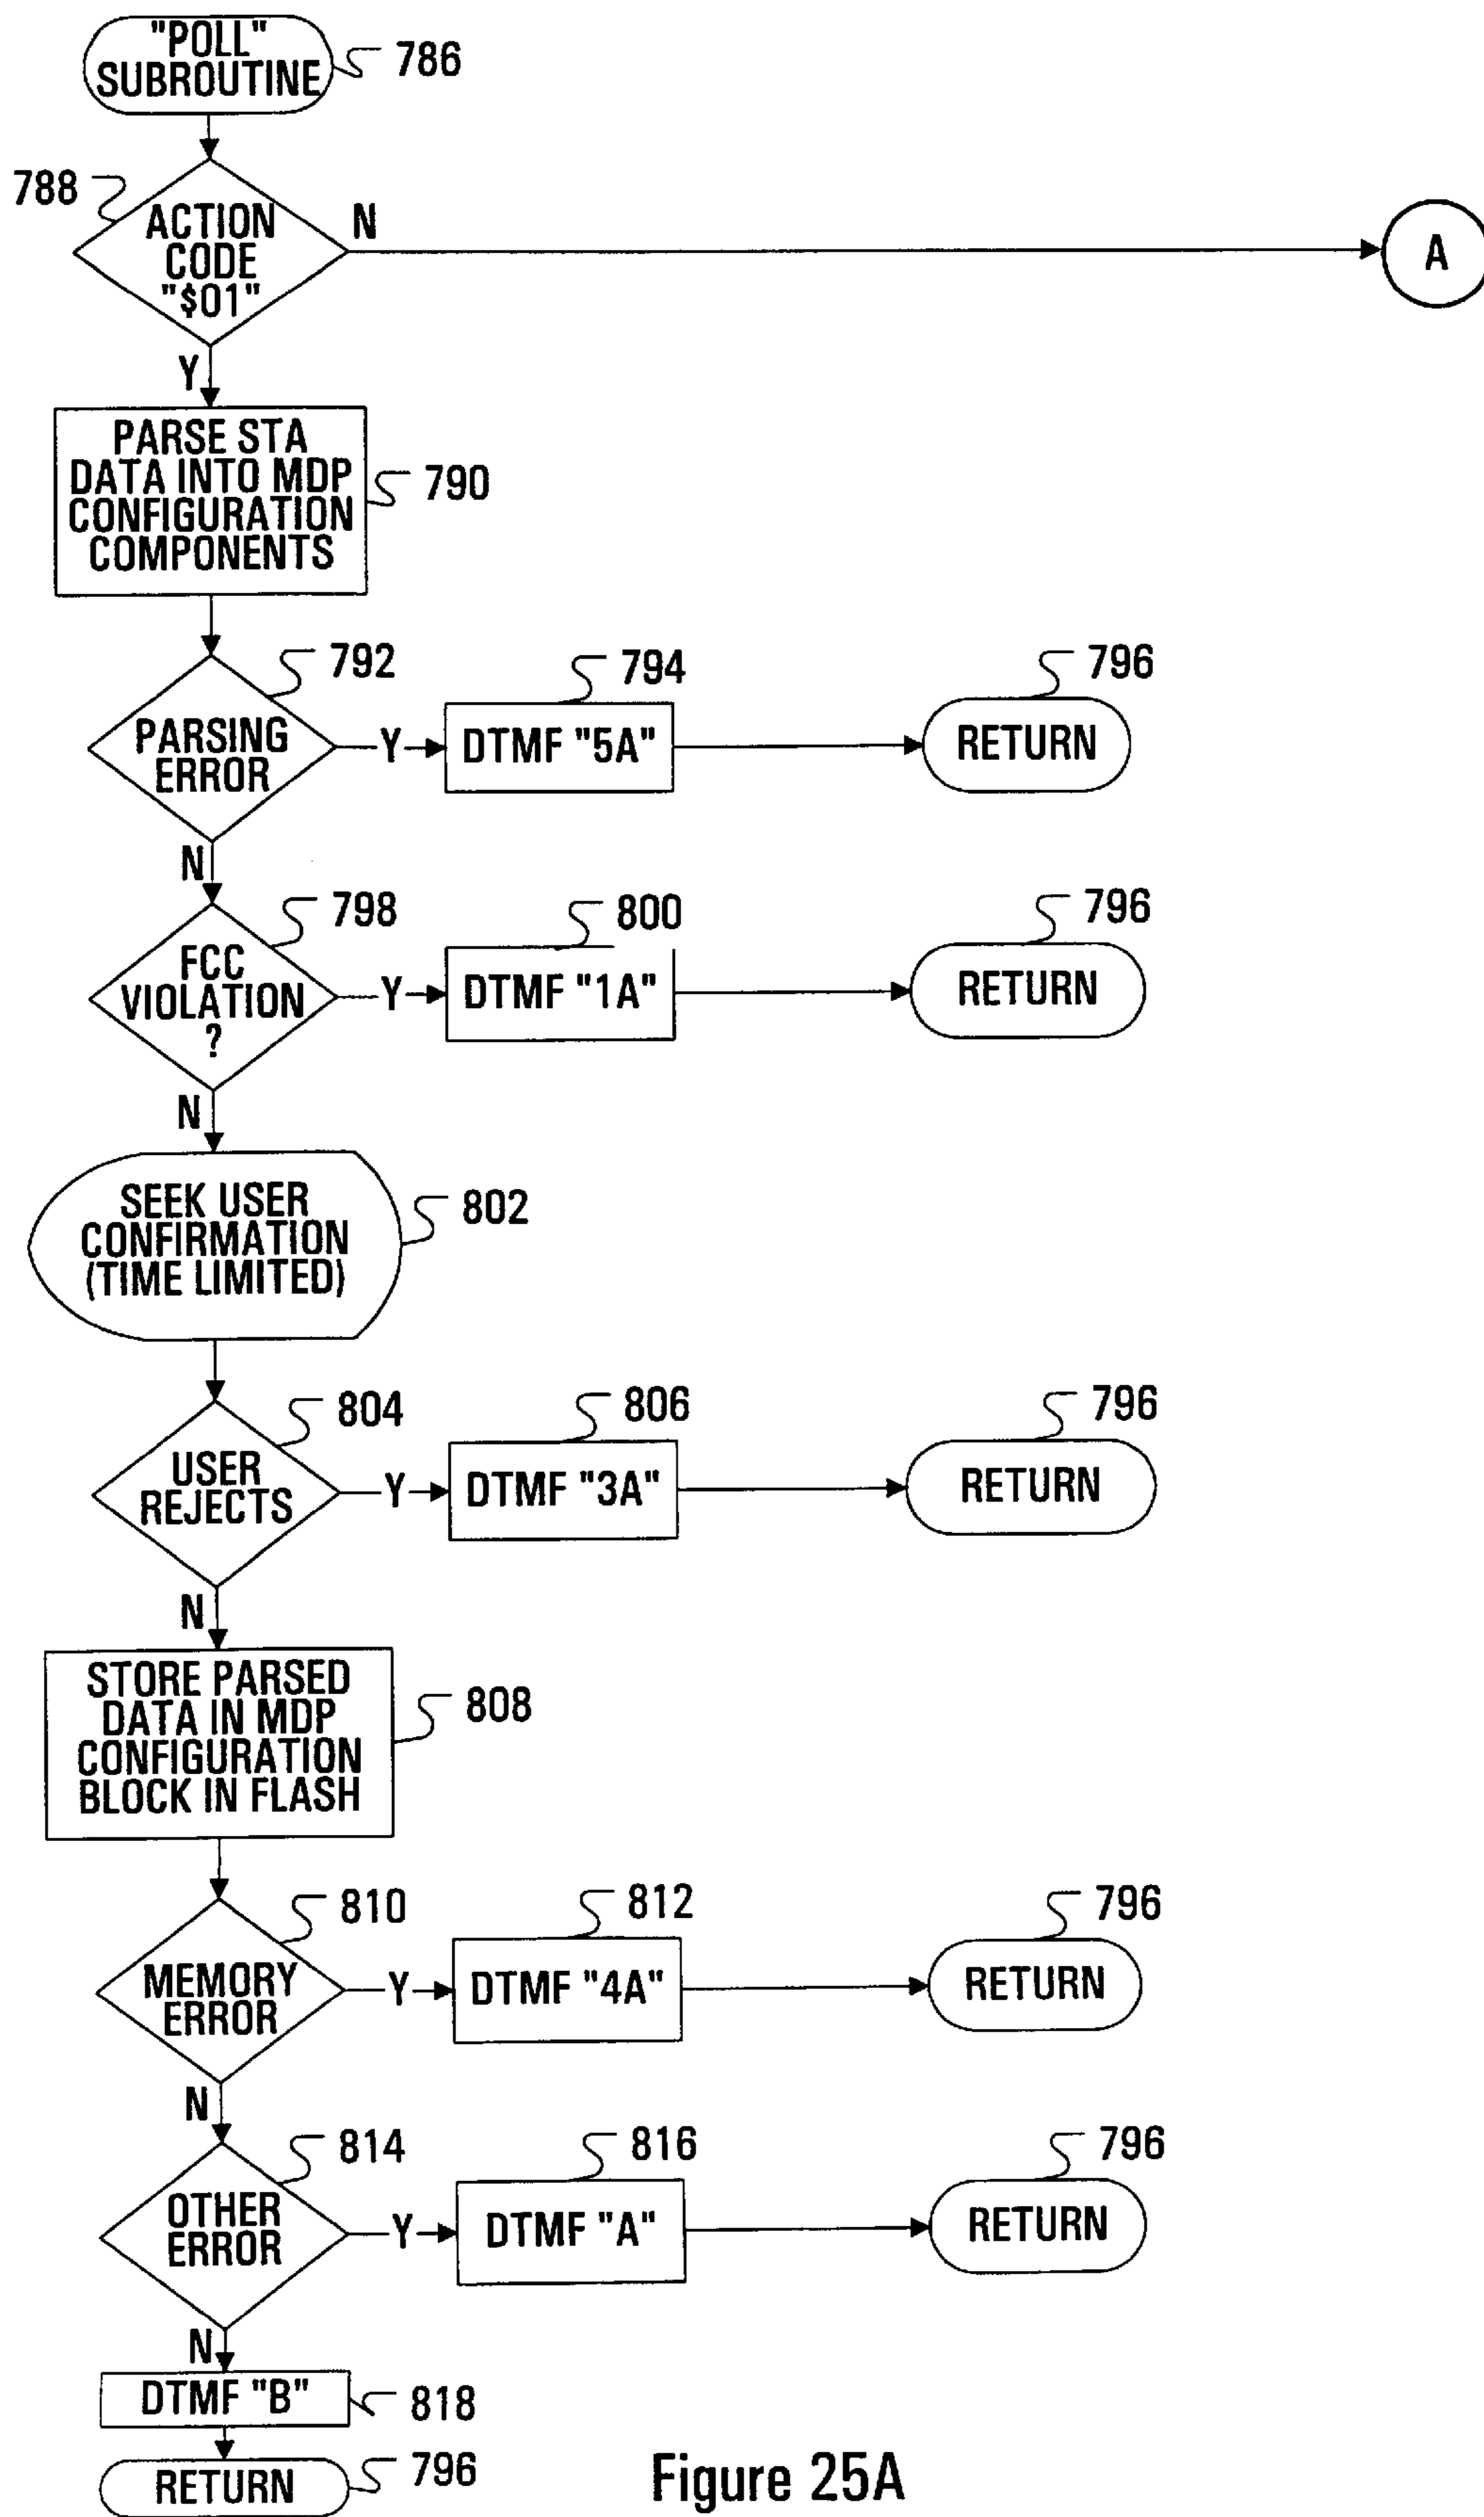 "POLL"
SUBROUTINE
786
788
ACTION
CODE
"$01"
N
A
Y
PARSE STA
DATA INTO MDP
CONFIGURATION
COMPONENTS
790
792
PARSING
ERROR
Y
794
DTMF "5A"
796
RETURN
N
798
FCC
VIOLATION
?
Y
800
DTMF "1A"
796
RETURN
N
SEEK USER
CONFIRMATION
(TIME LIMITED)
802
804
USER
REJECTS
Y
806
DTMF "3A"
796
RETURN
N
STORE PARSED
DATA IN MDP
CONFIGURATION
BLOCK IN FLASH
808
810
MEMORY
ERROR
Y
812
DTMF "4A"
796
RETURN
N
814
OTHER
ERROR
Y
816
DTMF "A"
796
RETURN
N
DTMF "B"
818
RETURN
796
Figure 25A